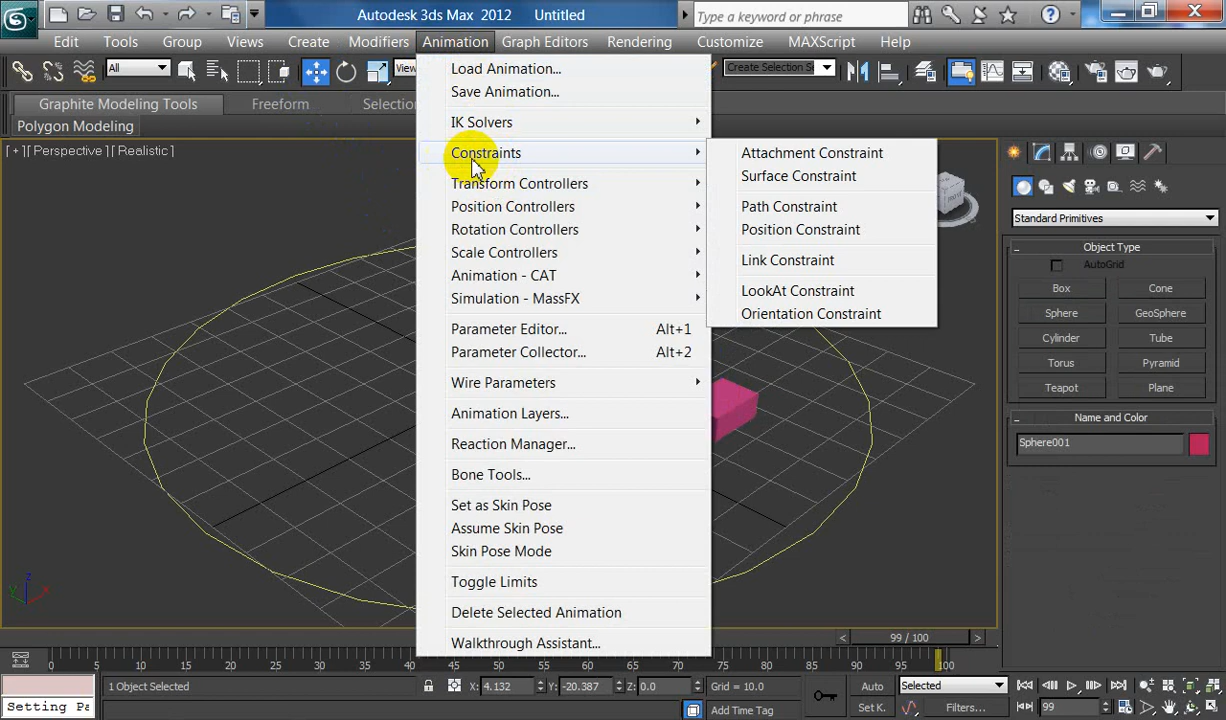 Autodesk 3ds Max 2012 Untitled
Type a keyword or phrase
Edit Tools Group Views Create Modifiers Animation Graph Editors Rendering Customize MAXScript Help
All
View
Create Selection Se
Graphite Modeling Tools Freeform Selection
Polygon Modeling
[ + ] [ Perspective ] [ Realistic ]
Load Animation...
Save Animation...
IK Solvers
Constraints
Transform Controllers
Position Controllers
Rotation Controllers
Scale Controllers
Animation - CAT
Simulation - MassFX
Parameter Editor... Alt+1
Parameter Collector... Alt+2
Wire Parameters
Animation Layers...
Reaction Manager...
Bone Tools...
Set as Skin Pose
Assume Skin Pose
Skin Pose Mode
Toggle Limits
Delete Selected Animation
Walkthrough Assistant...
Attachment Constraint
Surface Constraint
Path Constraint
Position Constraint
Link Constraint
LookAt Constraint
Orientation Constraint
Standard Primitives
Object Type
AutoGrid
Box Cone
Sphere GeoSphere
Cylinder Tube
Torus Pyramid
Teapot Plane
Name and Color
Sphere001
z
y
x
< 99 / 100 >
0 5 10 15 20 25 30 35 40 45 50 55 60 65 70 75 80 85 90 95 100
1 Object Selected
X: 4.132 Y: -20.387 Z: 0.0 Grid = 10.0
Auto Selected
Setting Pa
Add Time Tag
Set K. Filters... 99